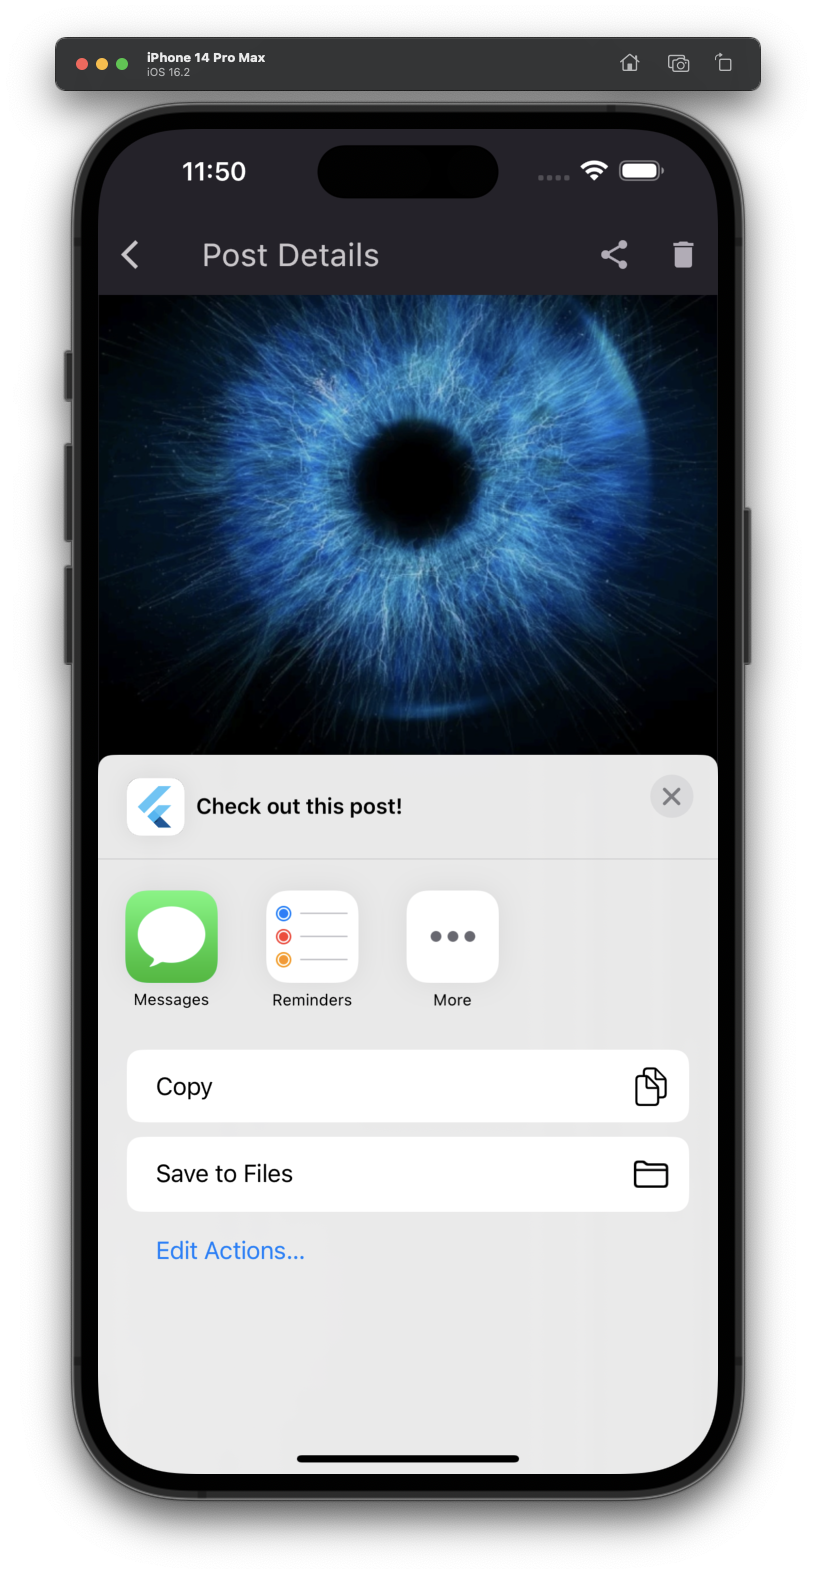 iPhone 14 Pro Max
iOS 16.2
11:50
Post Details
Check out this post!
Messages
Reminders
More
Copy
Save to Files
Edit Actions...